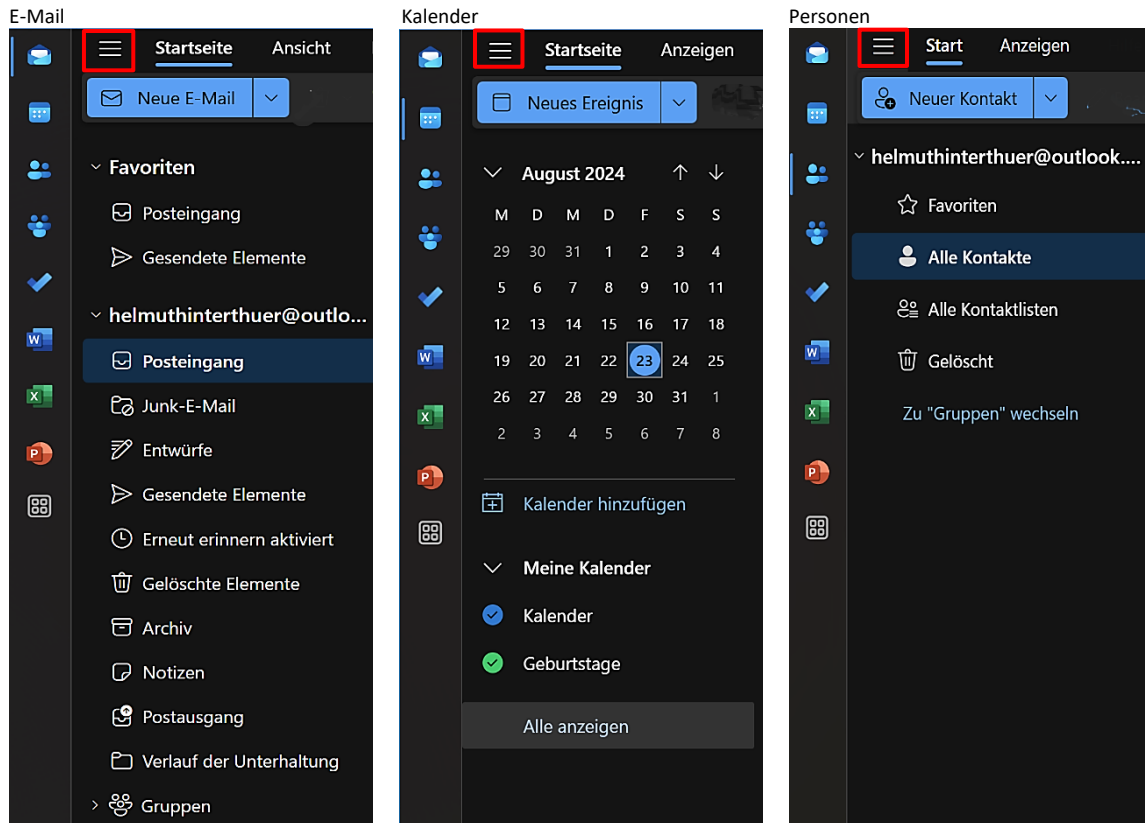 E-Mail
Startseite Ansicht
Neue E-Mail
Favoriten
Posteingang
Gesendete Elemente
helmuthinterthuer@outlo...
Posteingang
Junk-E-Mail
Entwürfe
Gesendete Elemente
Erneut erinnern aktiviert
Gelöschte Elemente
Archiv
Notizen
Postausgang
Verlauf der Unterhaltung
Gruppen
W
X
P
Kalender
Startseite Anzeigen
Neues Ereignis
August 2024
M D M D F S S
29 30 31 1 2 3 4
5 6 7 8 9 10 11
12 13 14 15 16 17 18
19 20 21 22 23 24 25
26 27 28 29 30 31 1
2 3 4 5 6 7 8
Kalender hinzufügen
Meine Kalender
Kalender
Geburtstage
Alle anzeigen
W
X
P
Personen
Start Anzeigen
Neuer Kontakt
helmuthinterthuer@outlook....
Favoriten
Alle Kontakte
Alle Kontaktlisten
Gelöscht
Zu "Gruppen" wechseln
W
X
P